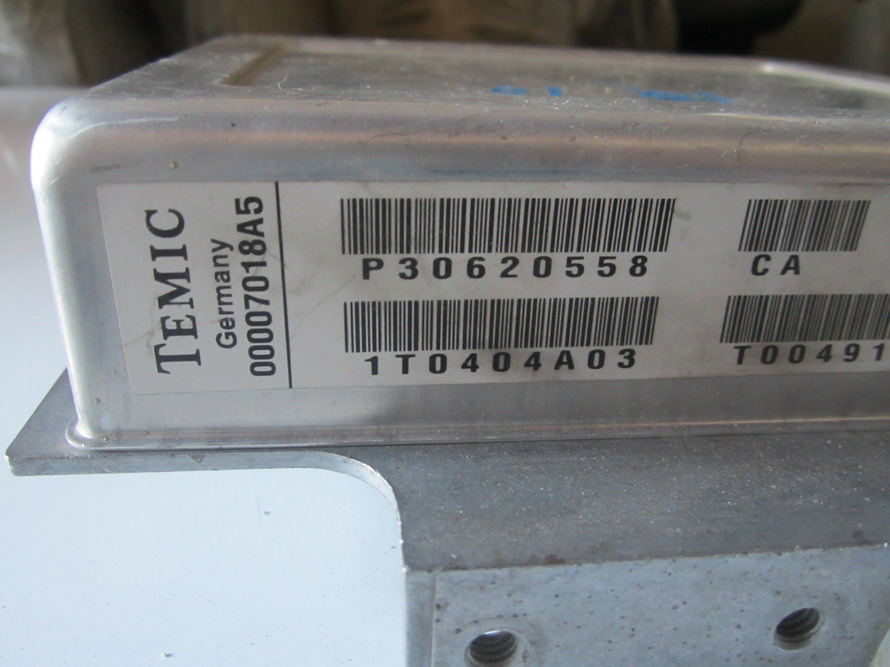 TEMIC
Germany
00007018A5
P30620558
CA
1T0404A03
T00491